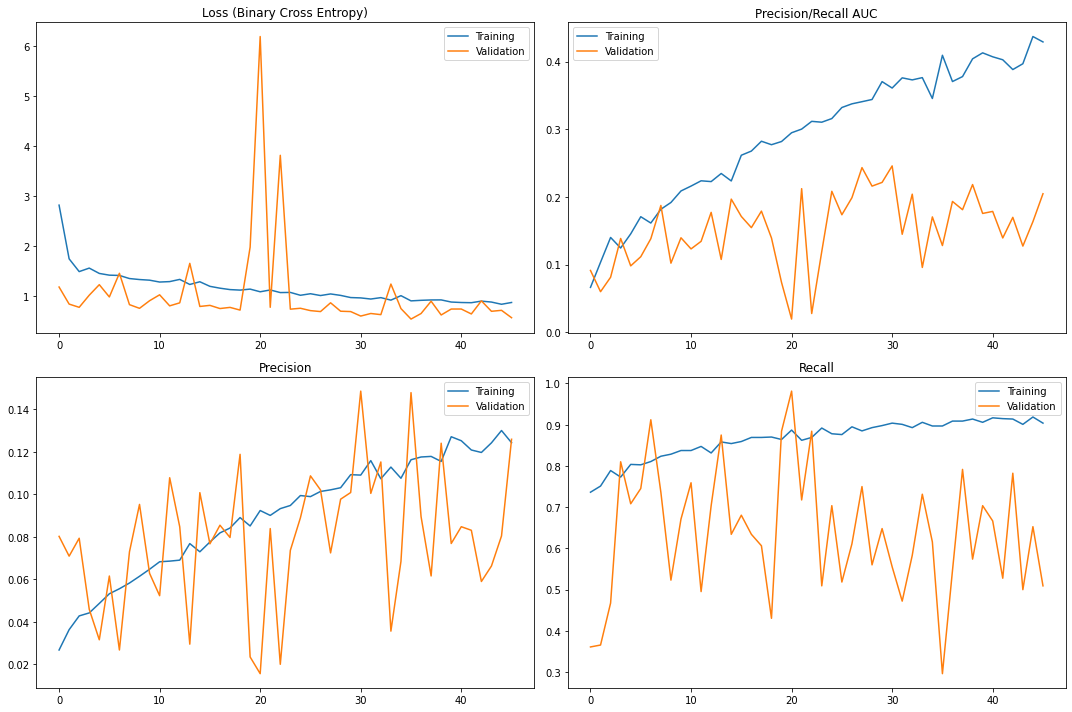 Loss (Binary Cross Entropy)
Training
Validation
6
5
4
3
2
1
0 10 20 30 40
Precision/Recall AUC
Training
Validation
0.4
0.3
0.2
0.1
0.0
0 10 20 30 40
Precision
Training
Validation
0.14
0.12
0.10
0.08
0.06
0.04
0.02
0 10 20 30 40
Recall
Training
Validation
1.0
0.9
0.8
0.7
0.6
0.5
0.4
0.3
0 10 20 30 40